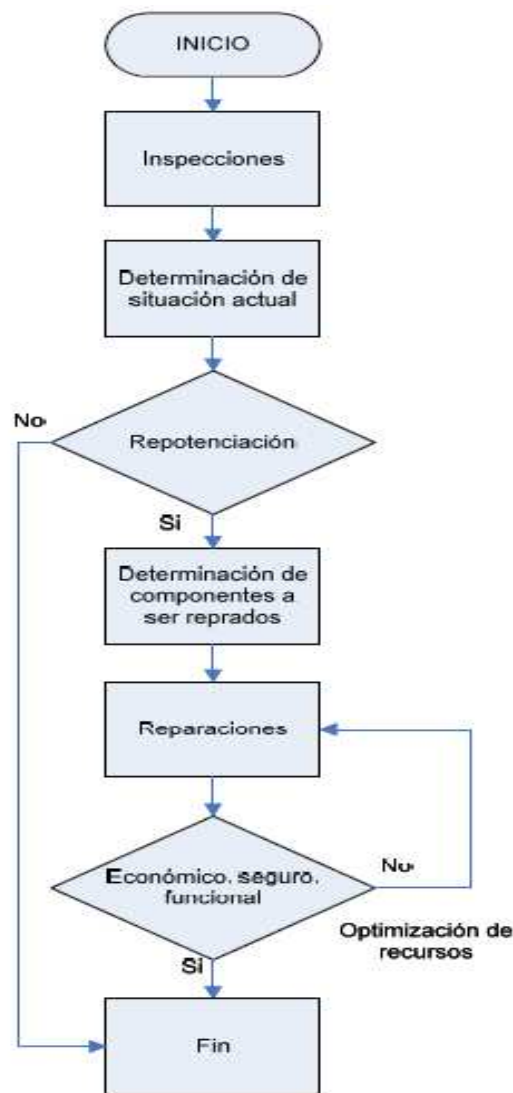 INICIO
Inspecciones
Determinación de
situación actual
No
Repotenciación
Si
Determinación de
componentes a
ser reprados
Reparaciones
Económico. seguro.
funcional
No
Optimización de
recursos
Si
Fin